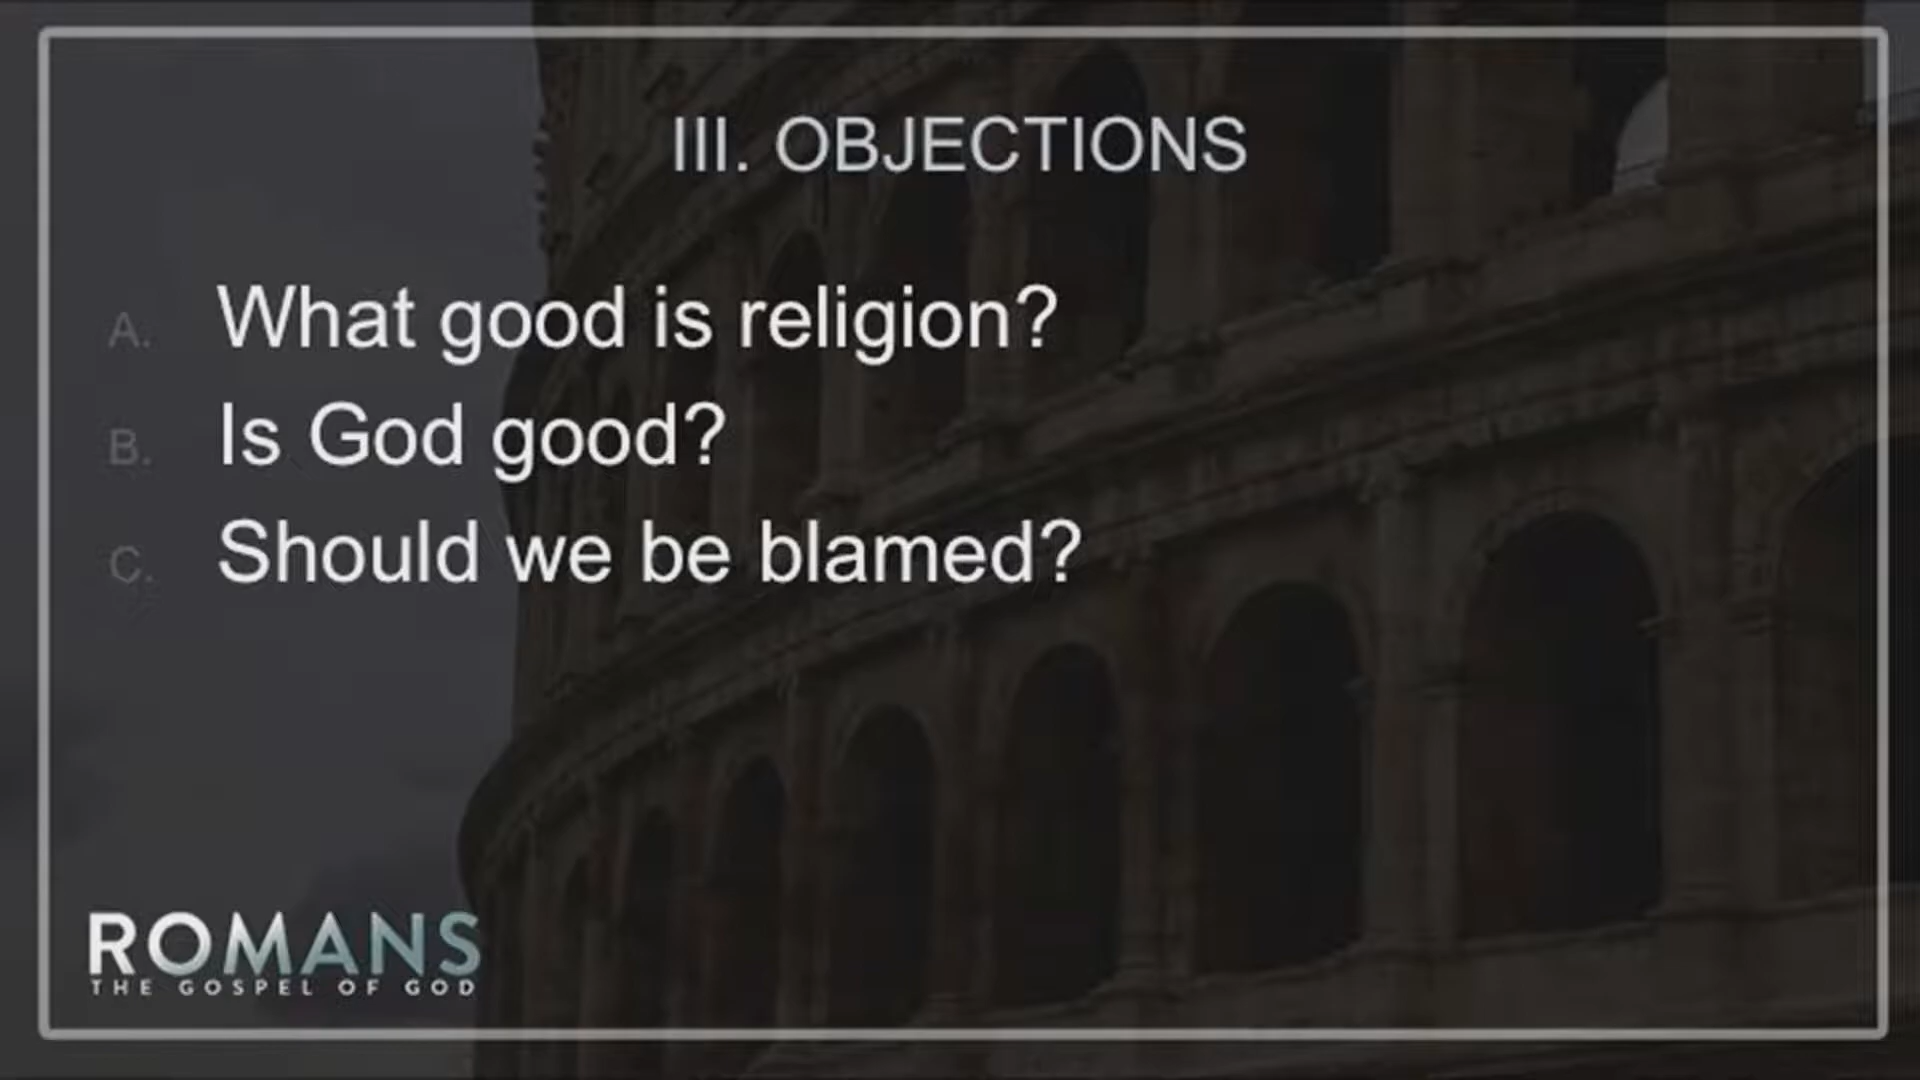 III. OBJECTIONS
A. What good is religion?
B. Is God good?
C. Should we be blamed?
ROMANS
THE GOSPEL OF GOD